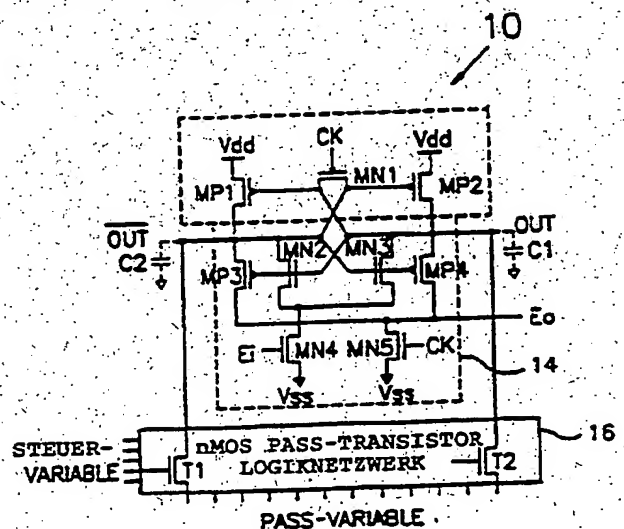 10
CK
Vdd
Vdd
MN1
MP1
MP2
OUT
OUT
C2
MN2
MN3
C1
MP3
MP4
Eo
Ei
MN4
MN5
CK
14
Vss
Vss
STEUER-
VARIABLE
nMOS PASS-TRANSISTOR
LOGIKNETZWERK
T1
T2
16
PASS-VARIABLE